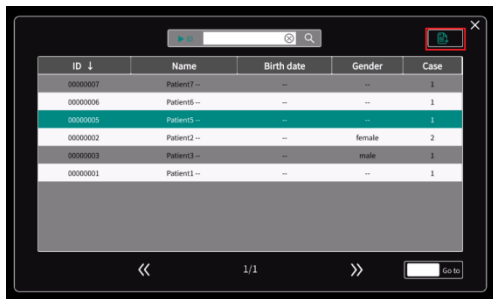 ▶ ID
ID ↓ Name Birth date Gender Case
00000007 Patient7 -- -- -- 1
00000006 Patient6 -- -- -- 1
00000005 Patient5 -- -- -- 1
00000002 Patient2 -- -- female 2
00000003 Patient3 -- -- male 1
00000001 Patient1 -- -- -- 1
1/1 Go to